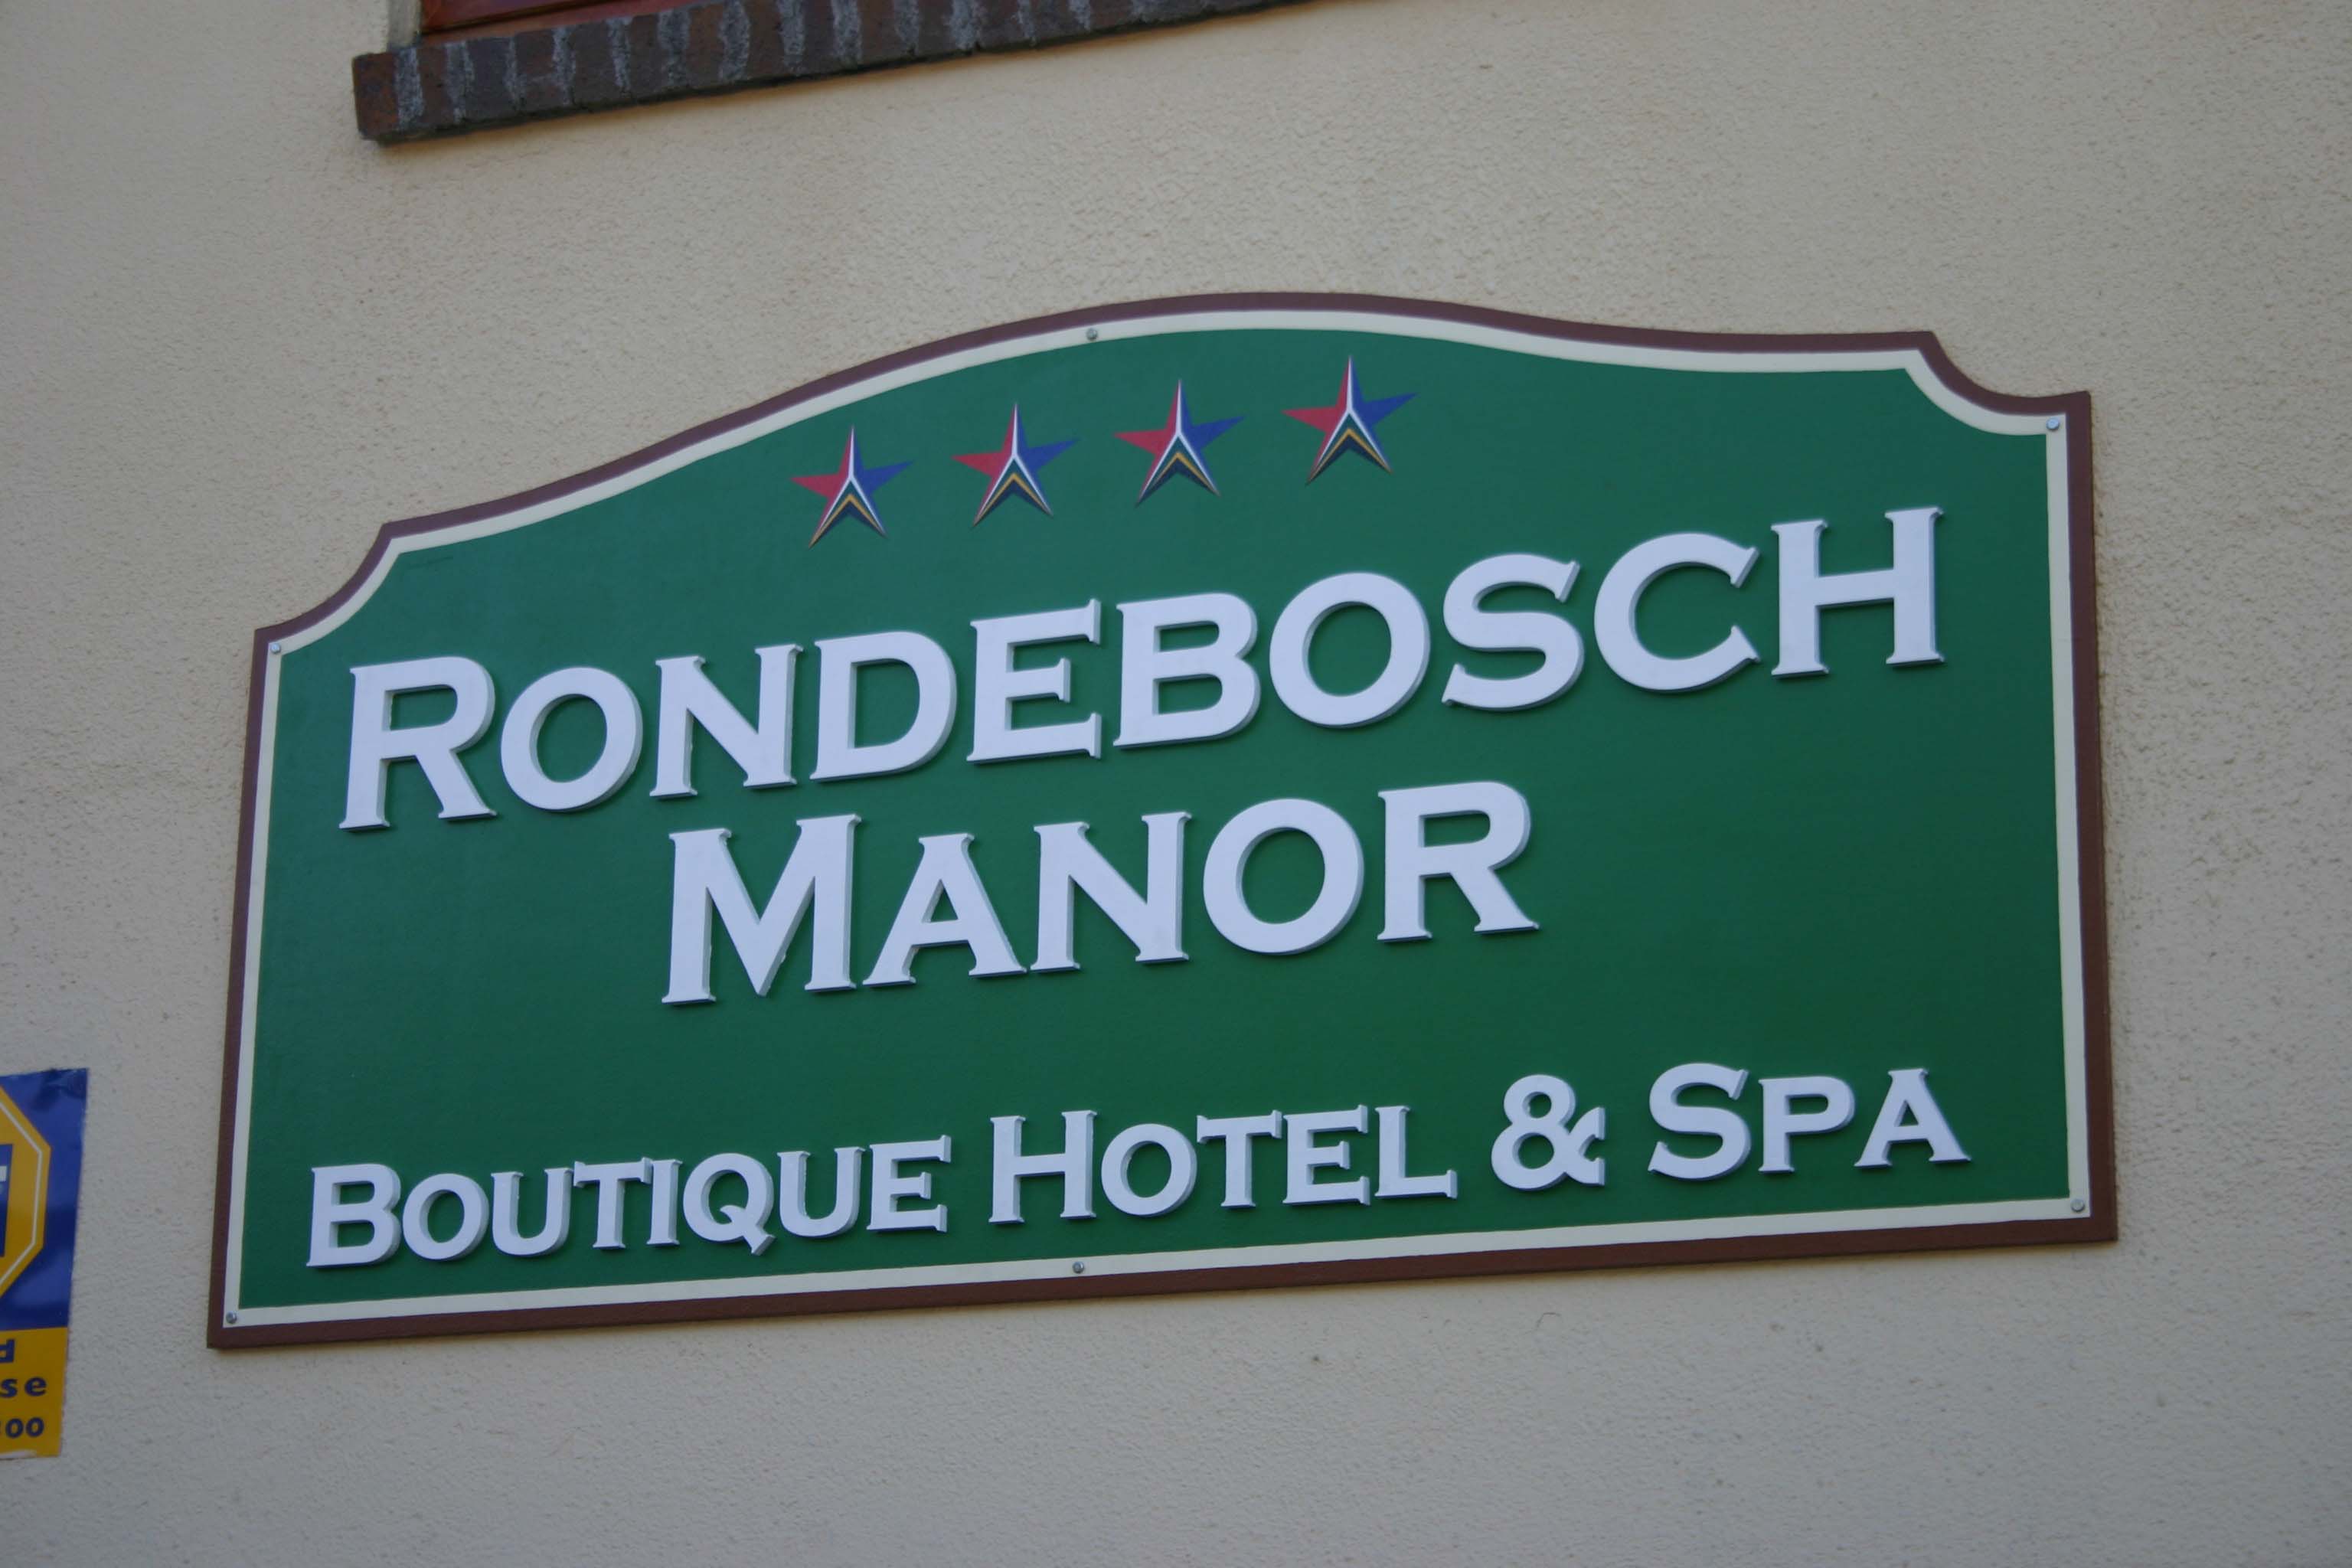 RONDEBOSCH
MANOR
BOUTIQUE HOTEL & SPA